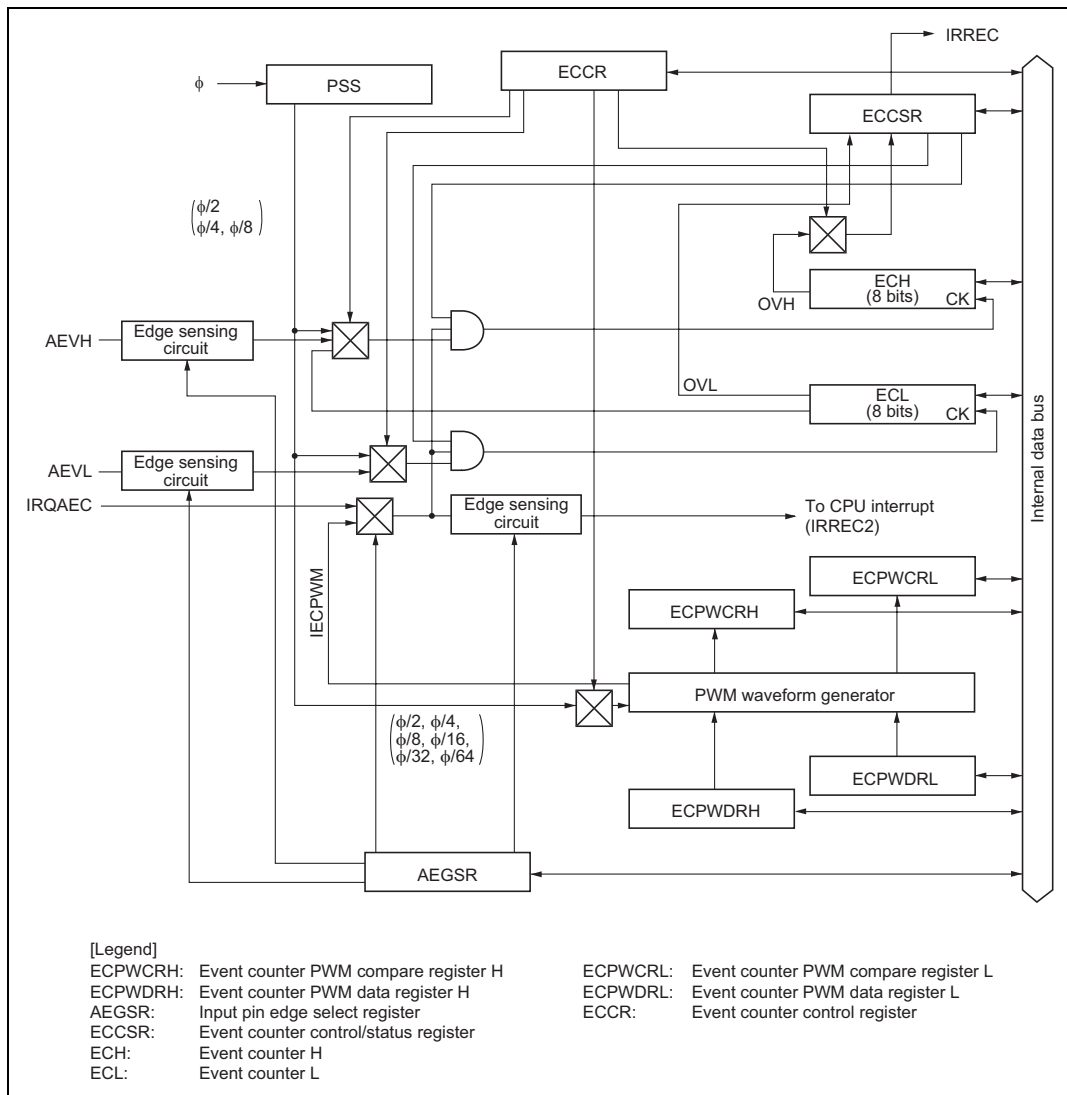 IRREC
φ
PSS
ECCR
ECCSR
φ/2
φ/4, φ/8
ECH
(8 bits)
CK
OVH
AEVH
Edge sensing
circuit
OVL
ECL
(8 bits)
CK
AEVL
Edge sensing
circuit
IRQAEC
Edge sensing
circuit
To CPU interrupt
(IRREC2)
Internal data bus
IECPWM
ECPWCRL
ECPWCRH
PWM waveform generator
φ/2, φ/4,
φ/8, φ/16,
φ/32, φ/64
ECPWDRL
ECPWDRH
AEGSR
[Legend]
ECPWCRH: Event counter PWM compare register H
ECPWDRH: Event counter PWM data register H
AEGSR: Input pin edge select register
ECCSR: Event counter control/status register
ECH: Event counter H
ECL: Event counter L
ECPWCRL: Event counter PWM compare register L
ECPWDRL: Event counter PWM data register L
ECCR: Event counter control register